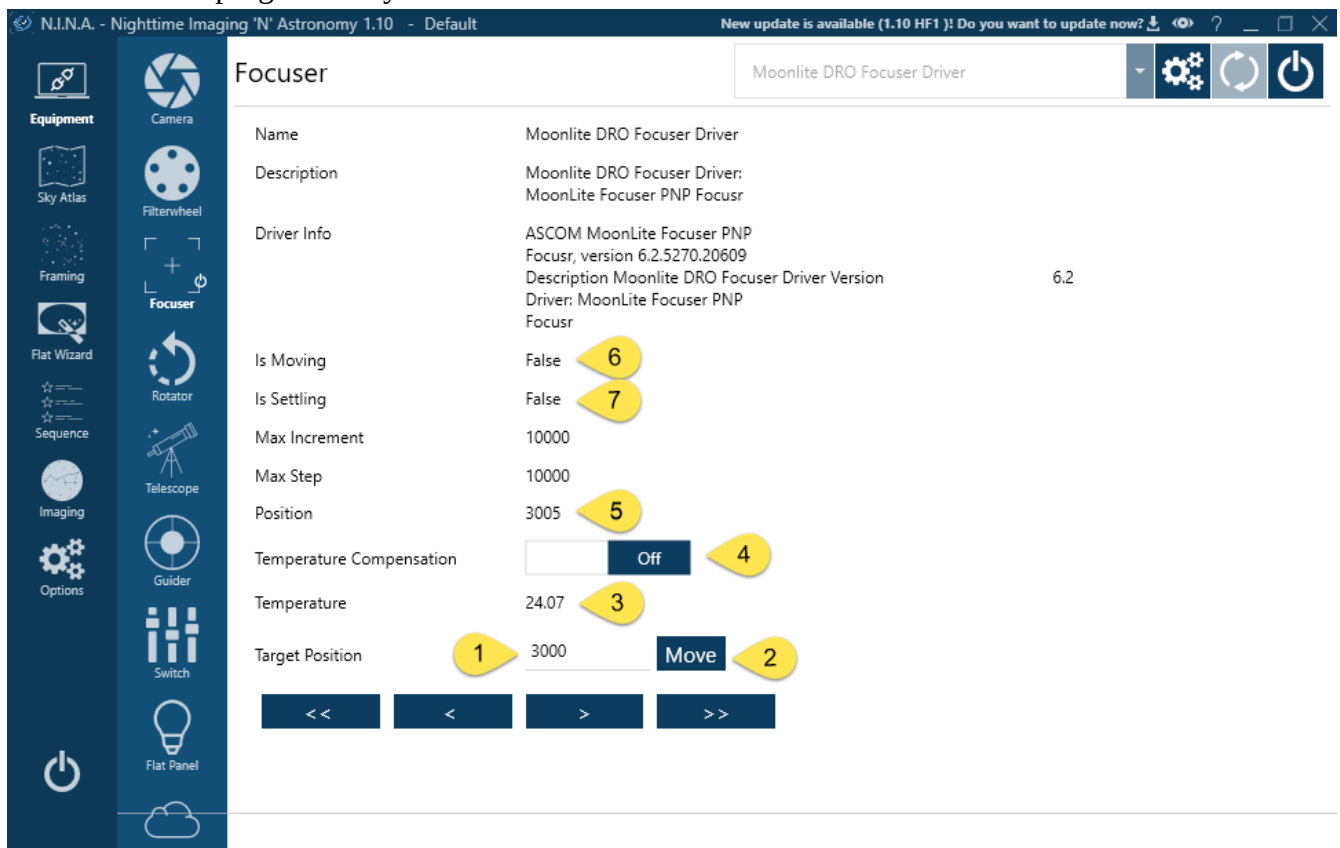 N.I.N.A. - Nighttime Imaging 'N' Astronomy 1.10 - Default
New update is available (1.10 HF1 )! Do you want to update now?
?
Equipment
Sky Atlas
Framing
Flat Wizard
Sequence
Imaging
Options
Camera
Filterwheel
Focuser
Rotator
Telescope
Guider
Switch
Flat Panel
Focuser
Moonlite DRO Focuser Driver
Name Moonlite DRO Focuser Driver
Description Moonlite DRO Focuser Driver:
MoonLite Focuser PNP Focusr
Driver Info ASCOM MoonLite Focuser PNP
Focusr, version 6.2.5270.20609
Description Moonlite DRO Focuser Driver Version 6.2
Driver: MoonLite Focuser PNP
Focusr
Is Moving False 6
Is Settling False 7
Max Increment 10000
Max Step 10000
Position 3005 5
Temperature Compensation Off 4
Temperature 24.07 3
Target Position 1 3000 Move 2
<< < > >>